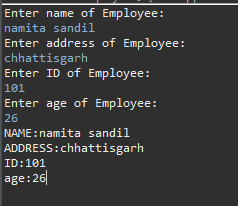 Enter name of Employee:
namita sandil
Enter address of Employee:
chhattisgarh
Enter ID of Employee:
101
Enter age of Employee:
26
NAME:namita sandil
ADDRESS:chhattisgarh
ID:101
age:26